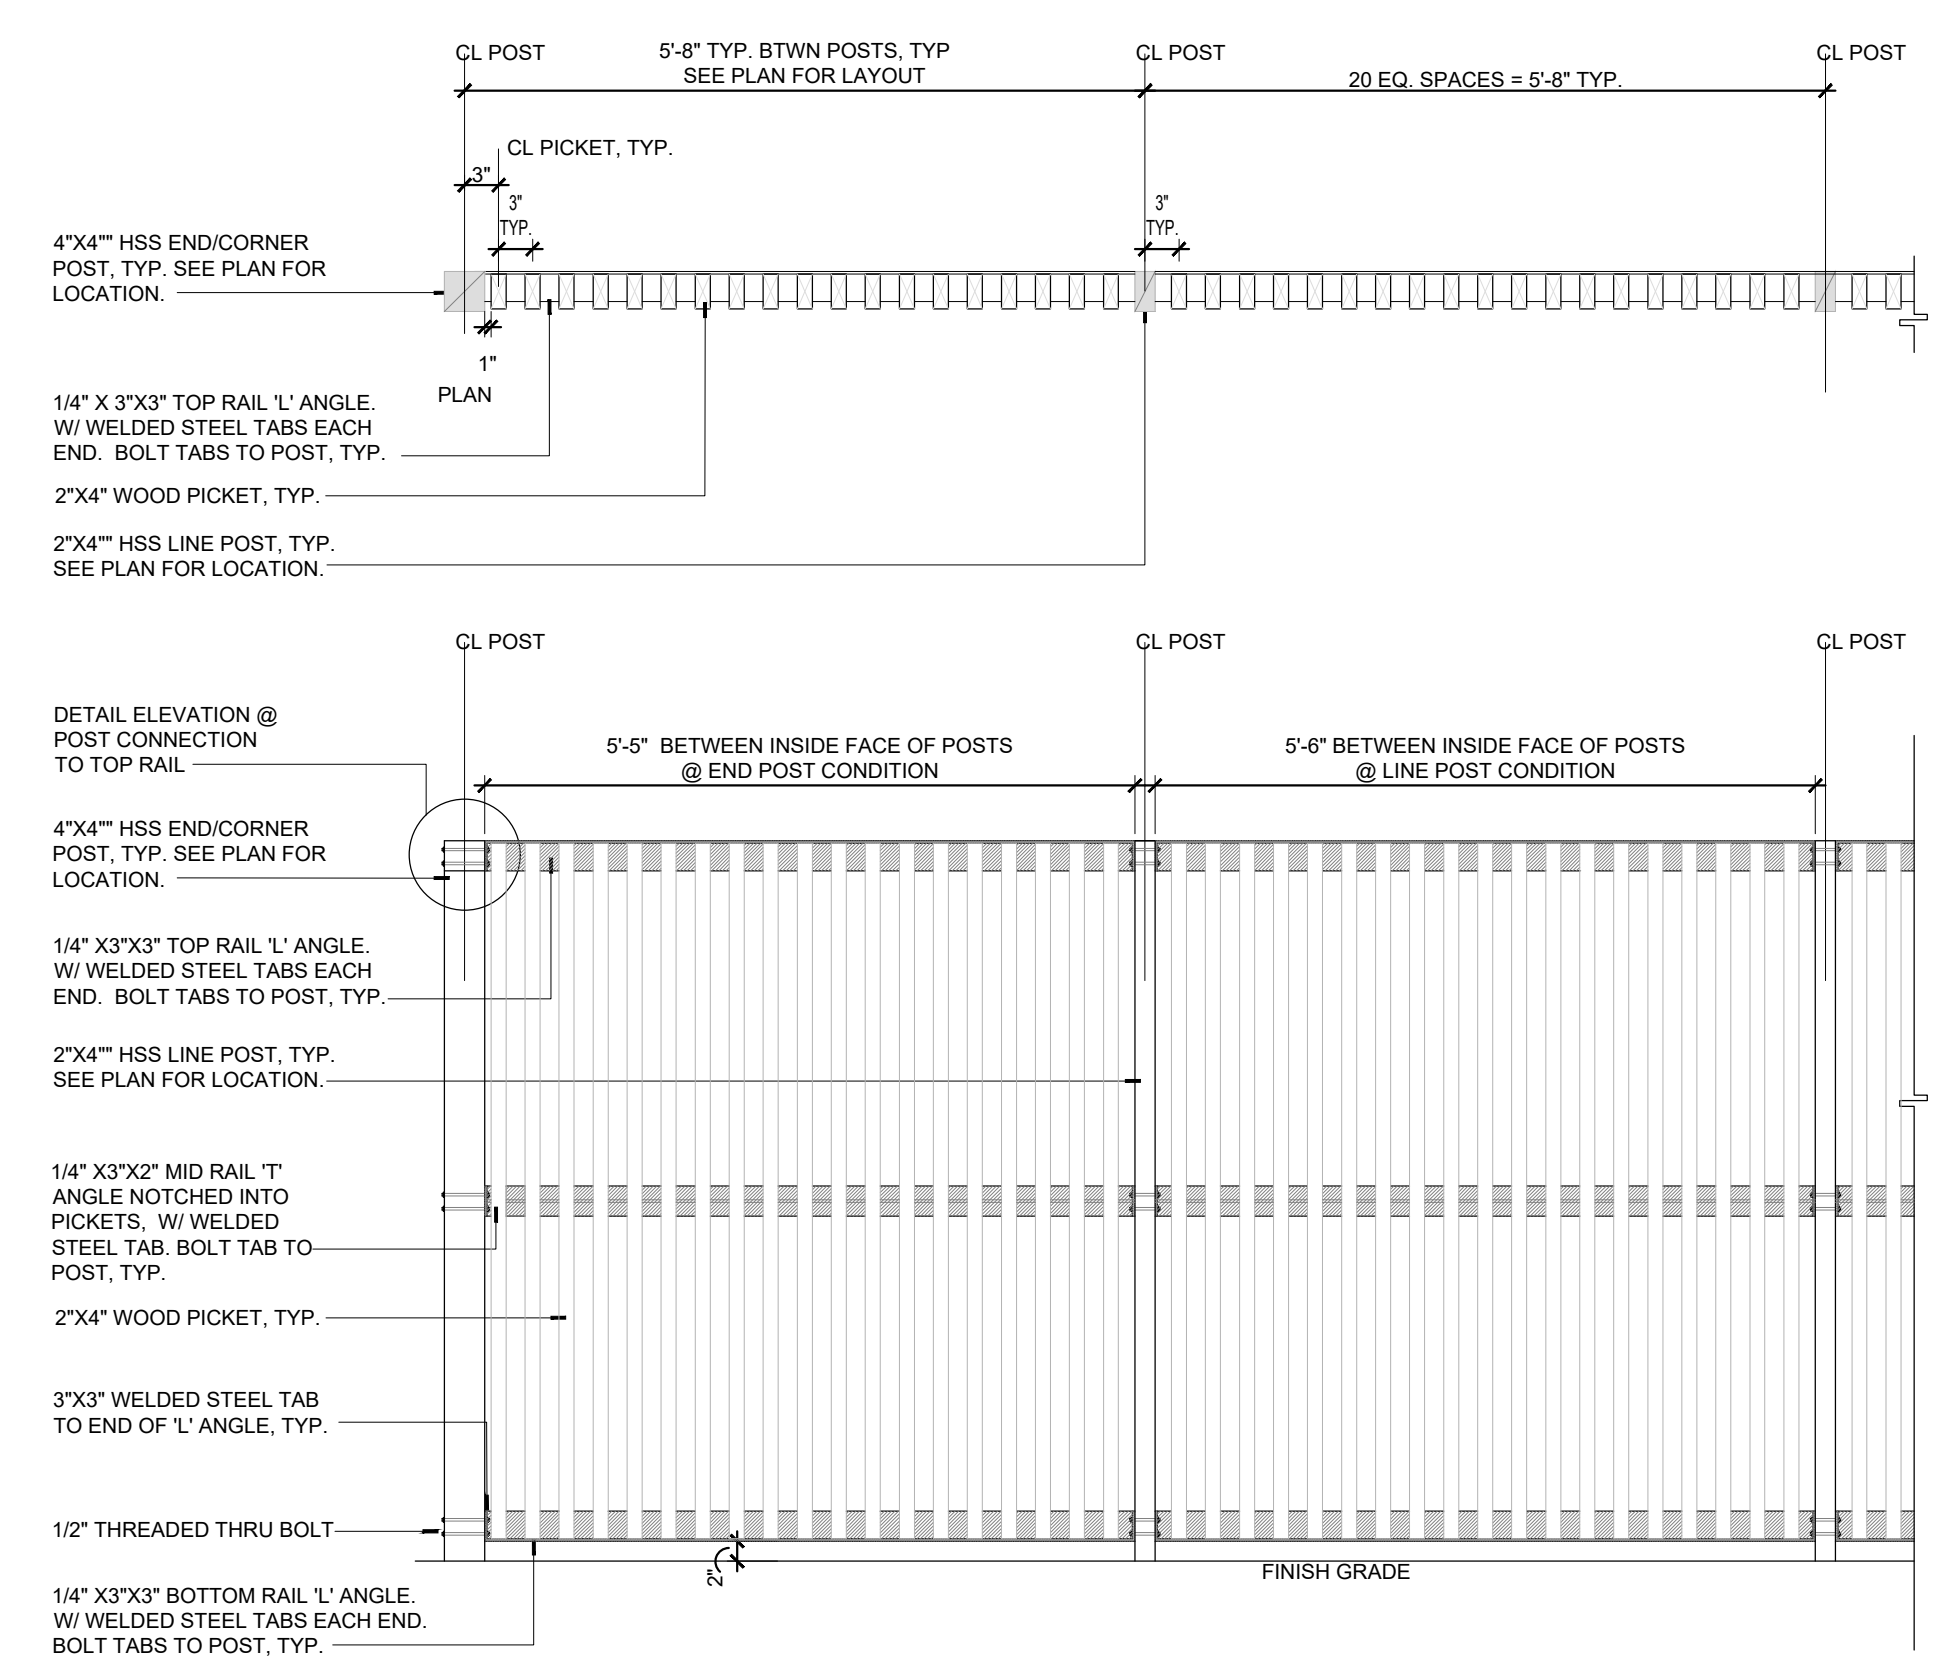 CL POST
5'-8" TYP. BTWN POSTS, TYP
SEE PLAN FOR LAYOUT
CL POST
20 EQ. SPACES = 5'-8" TYP.
CL POST
CL PICKET, TYP.
3"
3"
TYP.
3"
TYP.
4"X4"" HSS END/CORNER
POST, TYP. SEE PLAN FOR
LOCATION.
1"
PLAN
1/4" X 3"X3" TOP RAIL 'L' ANGLE.
W/ WELDED STEEL TABS EACH
END.  BOLT TABS TO POST, TYP.
2"X4" WOOD PICKET, TYP.
2"X4"" HSS LINE POST, TYP.
SEE PLAN FOR LOCATION.
CL POST
CL POST
CL POST
DETAIL ELEVATION @
POST CONNECTION
TO TOP RAIL
5'-5"  BETWEEN INSIDE FACE OF POSTS
@ END POST CONDITION
5'-6" BETWEEN INSIDE FACE OF POSTS
@ LINE POST CONDITION
4"X4"" HSS END/CORNER
POST, TYP. SEE PLAN FOR
LOCATION.
1/4" X3"X3" TOP RAIL 'L' ANGLE.
W/ WELDED STEEL TABS EACH
END.  BOLT TABS TO POST, TYP.
2"X4"" HSS LINE POST, TYP.
SEE PLAN FOR LOCATION.
1/4" X3"X2" MID RAIL 'T'
ANGLE NOTCHED INTO
PICKETS,  W/ WELDED
STEEL TAB. BOLT TAB TO
POST, TYP.
2"X4" WOOD PICKET, TYP.
3"X3" WELDED STEEL TAB
TO END OF 'L' ANGLE, TYP.
1/2" THREADED THRU BOLT
2"
FINISH GRADE
1/4" X3"X3" BOTTOM RAIL 'L' ANGLE.
W/ WELDED STEEL TABS EACH END.
BOLT TABS TO POST, TYP.